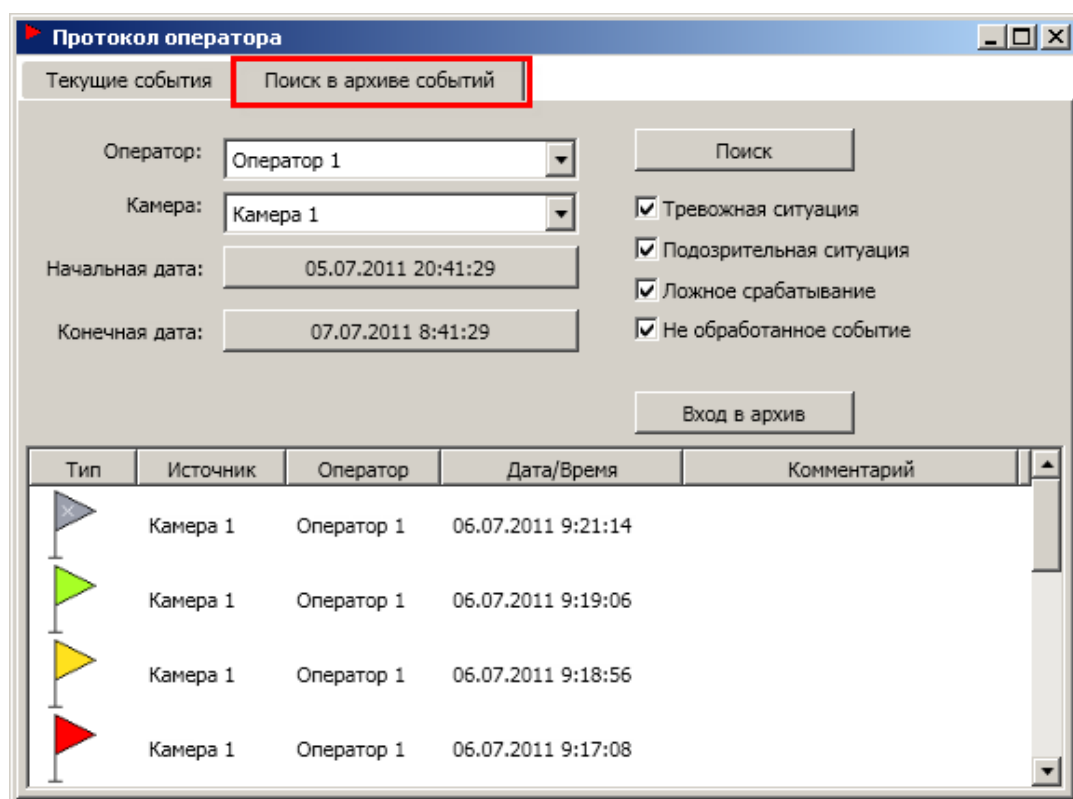 Протокол оператора
Текущие события Поиск в архиве событий
Оператор: Оператор 1 Поиск
Камера: Камера 1 Тревожная ситуация
Подозрительная ситуация
Начальная дата: 05.07.2011 20:41:29
Ложное срабатывание
Конечная дата: 07.07.2011 8:41:29 Не обработанное событие
Вход в архив
Тип Источник Оператор Дата/Время Комментарий
Камера 1 Оператор 1 06.07.2011 9:21:14
Камера 1 Оператор 1 06.07.2011 9:19:06
Камера 1 Оператор 1 06.07.2011 9:18:56
Камера 1 Оператор 1 06.07.2011 9:17:08